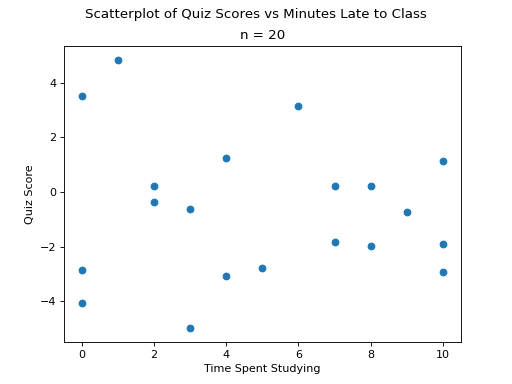 Scatterplot of Quiz Scores vs Minutes Late to Class
n = 20
4
2
0
−2
−4
Quiz Score
0 2 4 6 8 10
Time Spent Studying